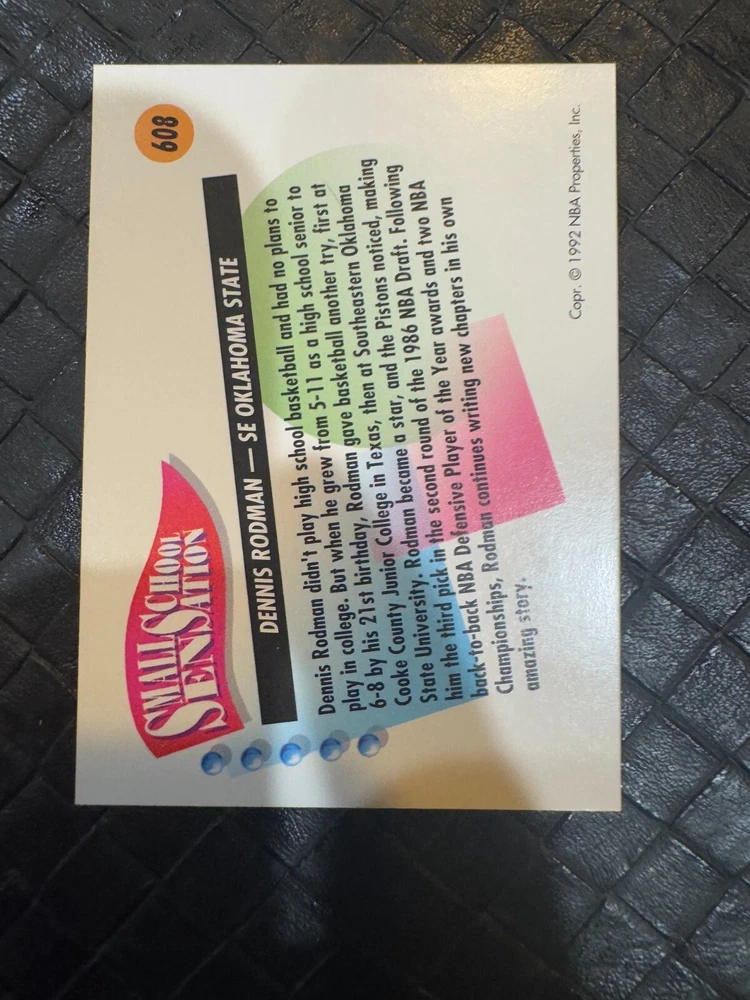 608
SMALL SCHOOL
SENSATION
DENNIS RODMAN — SE OKLAHOMA STATE
Dennis Rodman didn't play high school basketball and had no plans to
play in college. But when he grew from 5-11 as a high school senior to
6-8 by his 21st birthday, Rodman gave basketball another try, first at
Cooke County Junior College in Texas, then at Southeastern Oklahoma
State University. Rodman became a star, and the Pistons noticed, making
him the third pick in the second round of the 1986 NBA Draft. Following
back-to-back NBA Defensive Player of the Year awards and two NBA
Championships, Rodman continues writing new chapters in his own
amazing story.
Copr. © 1992 NBA Properties, Inc.